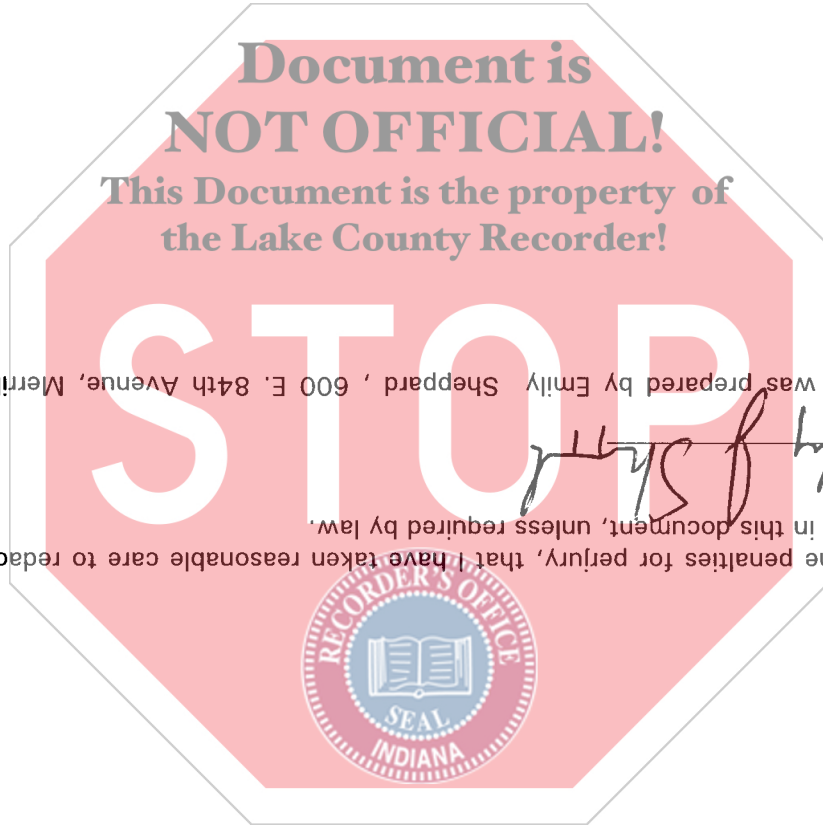 Document is
NOT OFFICIAL!
This Document is the property of
the Lake County Recorder!
STOP
RECORDER'S OFFICE
SEAL
INDIANA
penalties for perjury, that I have taken reasonable care to
in this document, unless required by law.
was prepared by Emily Sheppard , 600 E. 84th Avenue,